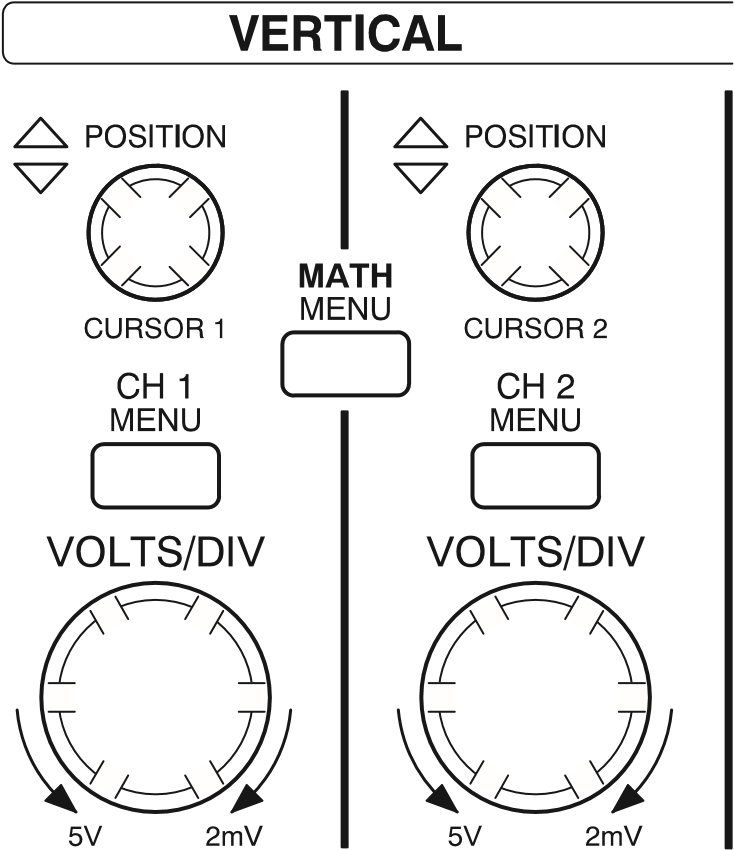 VERTICAL
POSITION
CURSOR 1
CH 1
MENU
VOLTS/DIV
5V 2mV
MATH
MENU
POSITION
CURSOR 2
CH 2
MENU
VOLTS/DIV
5V 2mV